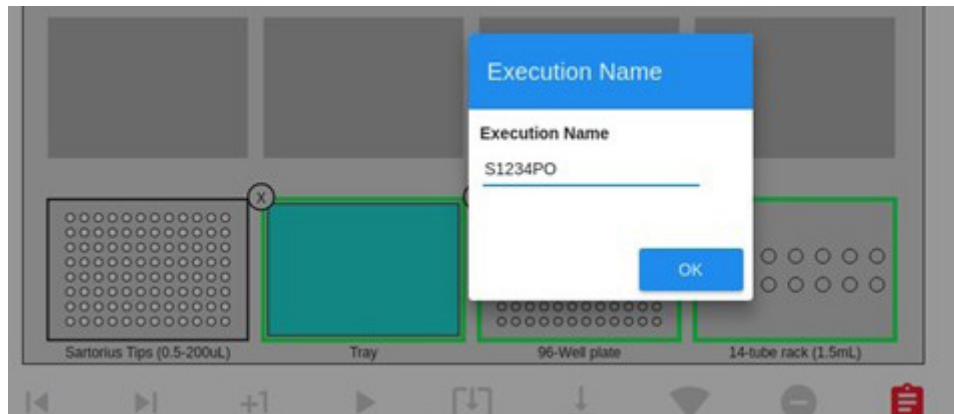 Execution Name
Execution Name
S1234PO
OK
X
Sartorius Tips (0.5-200uL)
Tray
96-Well plate
14-tube rack (1.5mL)
+1